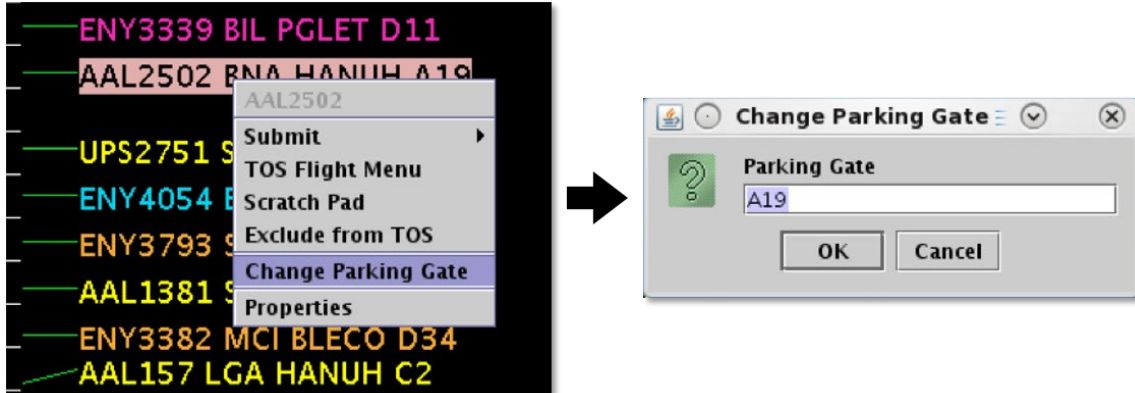 ENY3339 BIL PGLET D11
AAL2502 BNA HANUH A19
AAL2502
Submit
TOS Flight Menu
Scratch Pad
Exclude from TOS
Change Parking Gate
Properties
UPS2751 S
ENY4054
ENY3793 S
AAL1381 S
ENY3382 MCI BLECO D34
AAL157 LGA HANUH C2
Change Parking Gate
Parking Gate
A19
OK
Cancel